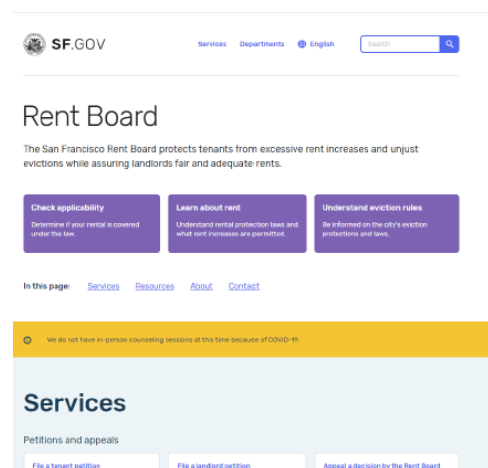 SF.GOV
Services Departments English Search
Rent Board
The San Francisco Rent Board protects tenants from excessive rent increases and unjust
evictions while assuring landlords fair and adequate rents.
Check applicability
Determine if your rental is covered
under the law.
Learn about rent
Understand rental protection laws and
what rent increases are permitted.
Understand eviction rules
Be informed on the city's eviction
protections and laws.
In this page: Services Resources About Contact
We do not have in-person counseling sessions at this time because of COVID-19.
Services
Petitions and appeals
File a tenant petition
File a landlord petition
Appeal a decision by the Rent Board